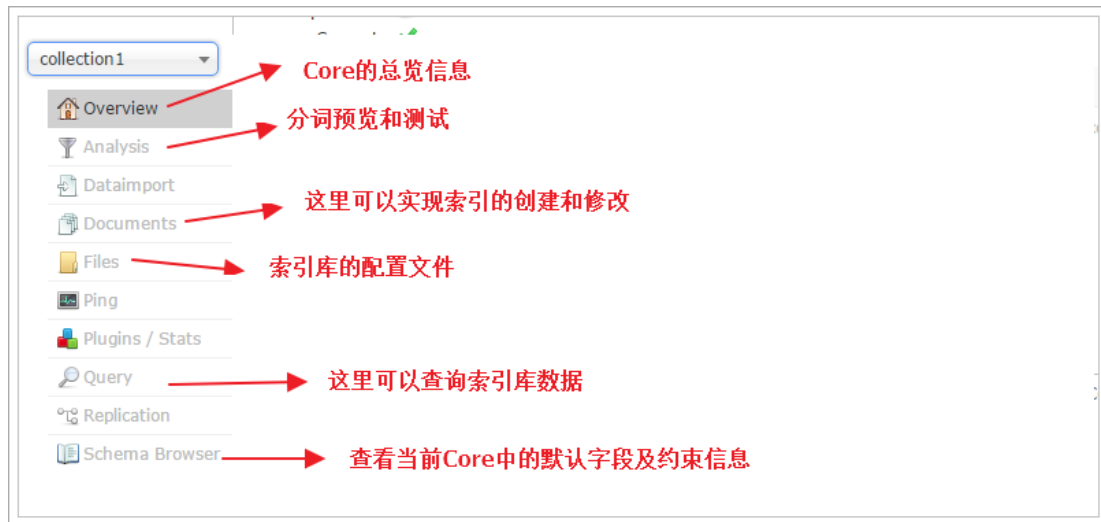 collection1
Core的总览信息
Overview
分词预览和测试
Analysis
Dataimport
这里可以实现索引的创建和修改
Documents
Files
索引库的配置文件
Ping
Plugins / Stats
Query
这里可以查询索引库数据
Replication
Schema Browser
查看当前Core中的默认字段及约束信息